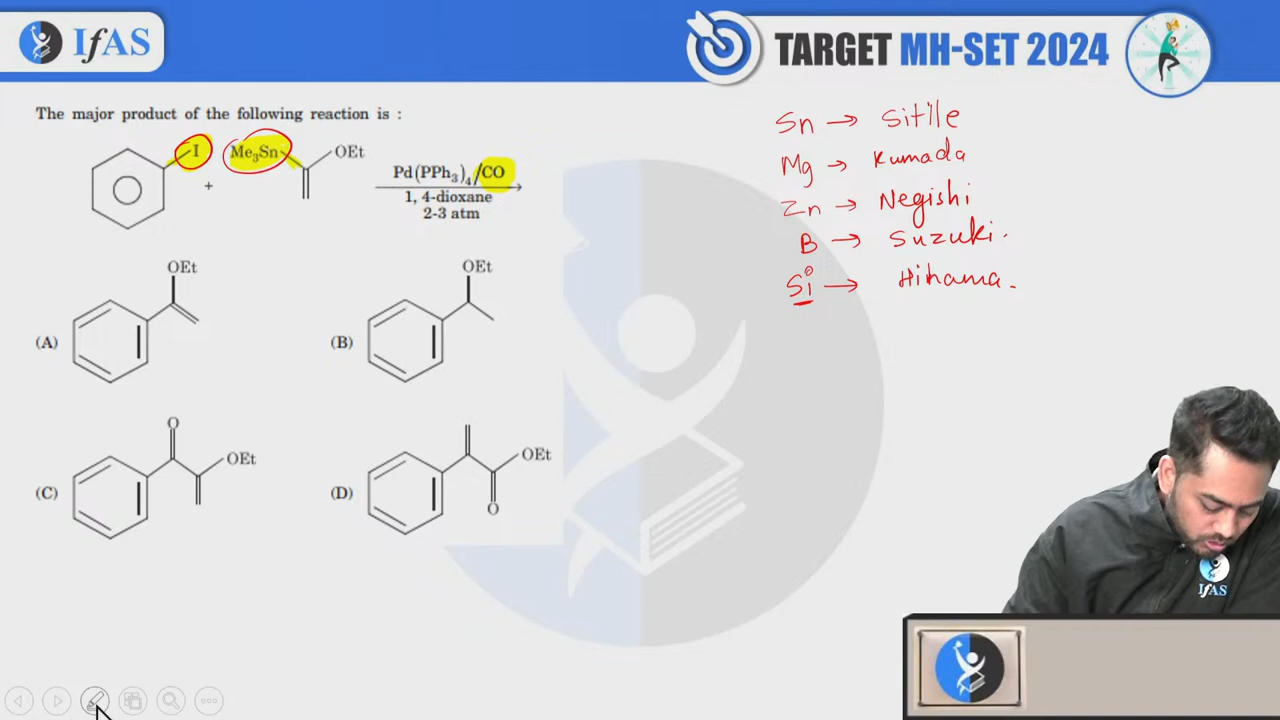 IfAS
TARGET MH-SET 2024
The major product of the following reaction is :
I
Me3Sn
OEt
+
Pd(PPh3)4/CO
1, 4-dioxane
2-3 atm
OEt
(A)
OEt
(B)
O
OEt
(C)
OEt
O
(D)
Sn → Sitlle
Mg → Kumada
Zn → Negishi
B → Suzuki.
Si → Hihama.
IfAS